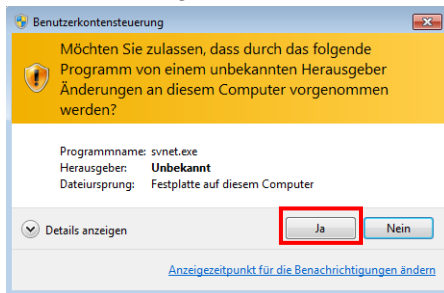 Benutzerkontensteuerung
Möchten Sie zulassen, dass durch das folgende
Programm von einem unbekannten Herausgeber
Änderungen an diesem Computer vorgenommen
werden?
Programmname: svnet.exe
Herausgeber: Unbekannt
Dateiursprung: Festplatte auf diesem Computer
Details anzeigen
Ja
Nein
Anzeigezeitpunkt für die Benachrichtigungen ändern